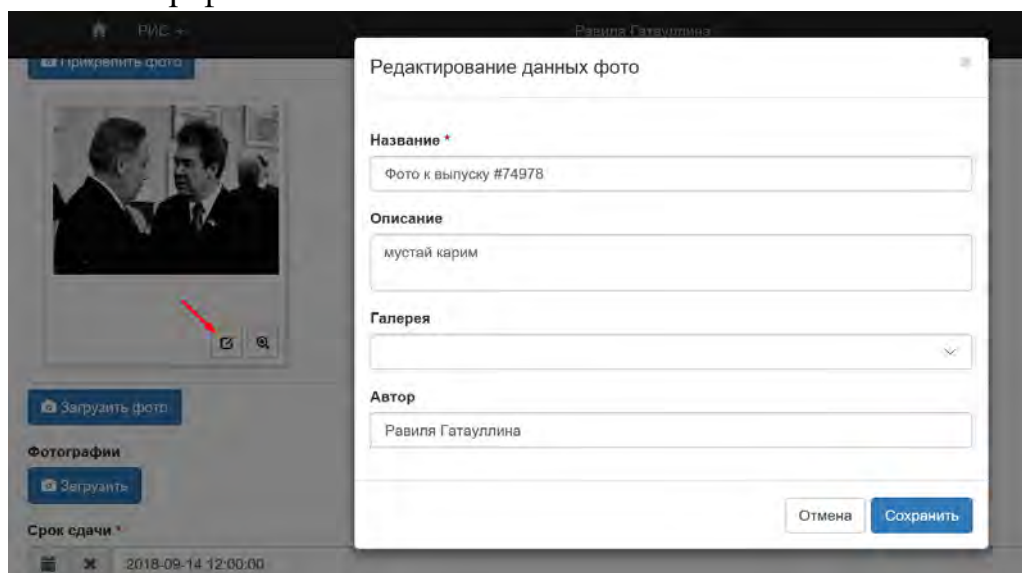 РИС
Равиля Гатауллина
Прикрепить фото
Редактирование данных фото
Название *
Фото к выпуску #74978
Описание
мустай карим
Галерея
Автор
Равиля Гатауллина
Отмена
Сохранить
Загрузить фото
Фотографии
Загрузить
Срок сдачи *
2018-09-14 12:00:00